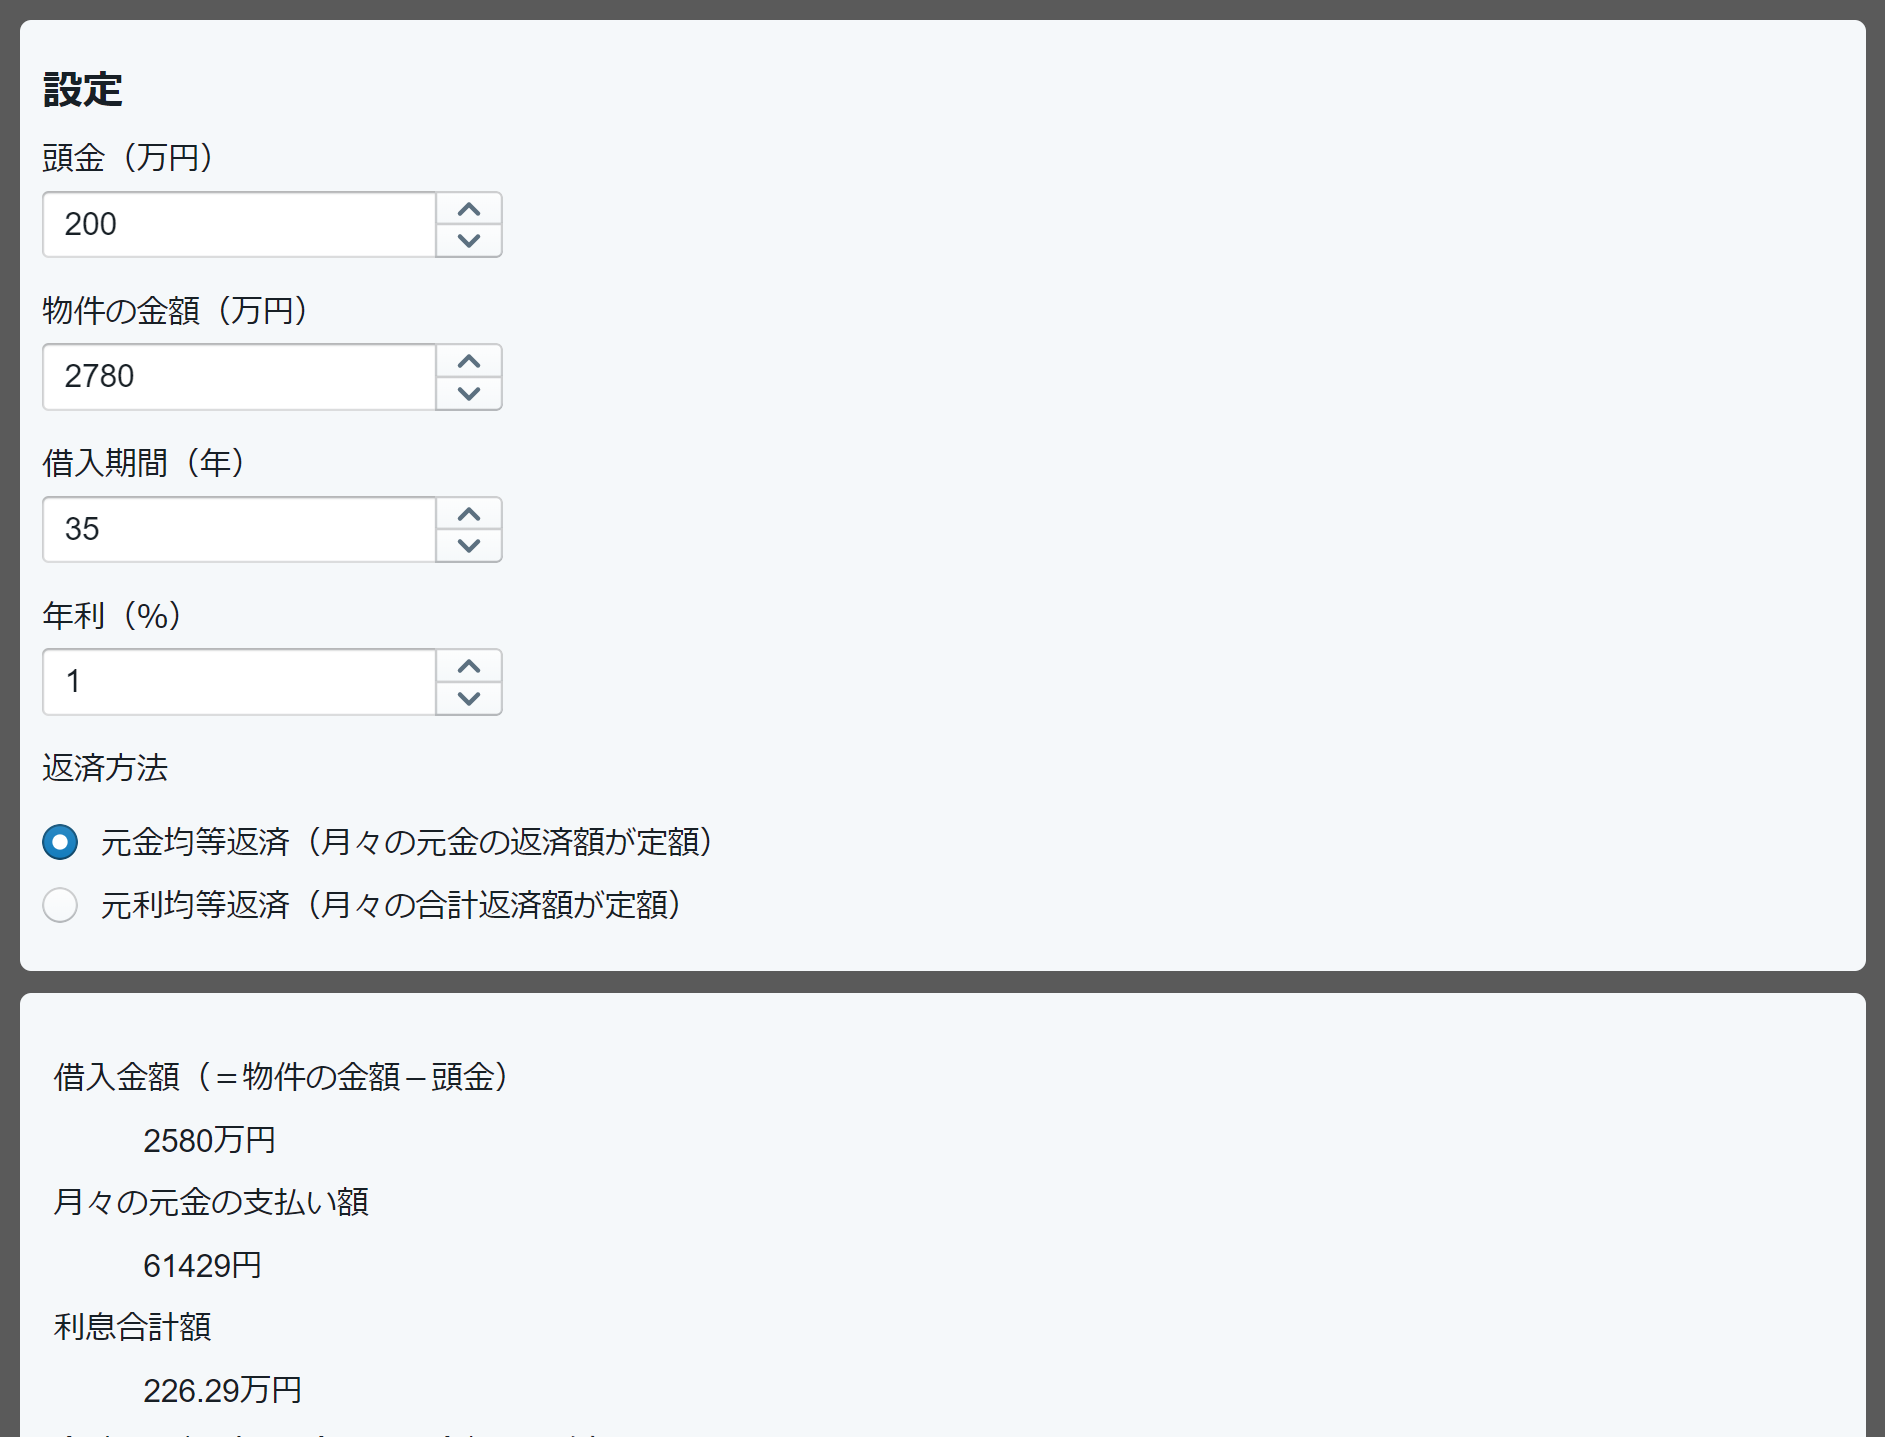 設定
頭金（万円）
200
物件の金額（万円）
2780
借入期間（年）
35
年利（%）
1
返済方法
元金均等返済（月々の元金の返済額が定額）
元利均等返済（月々の合計返済額が定額）
借入金額（＝物件の金額－頭金）
2580万円
月々の元金の支払い額
61429円
利息合計額
226.29万円